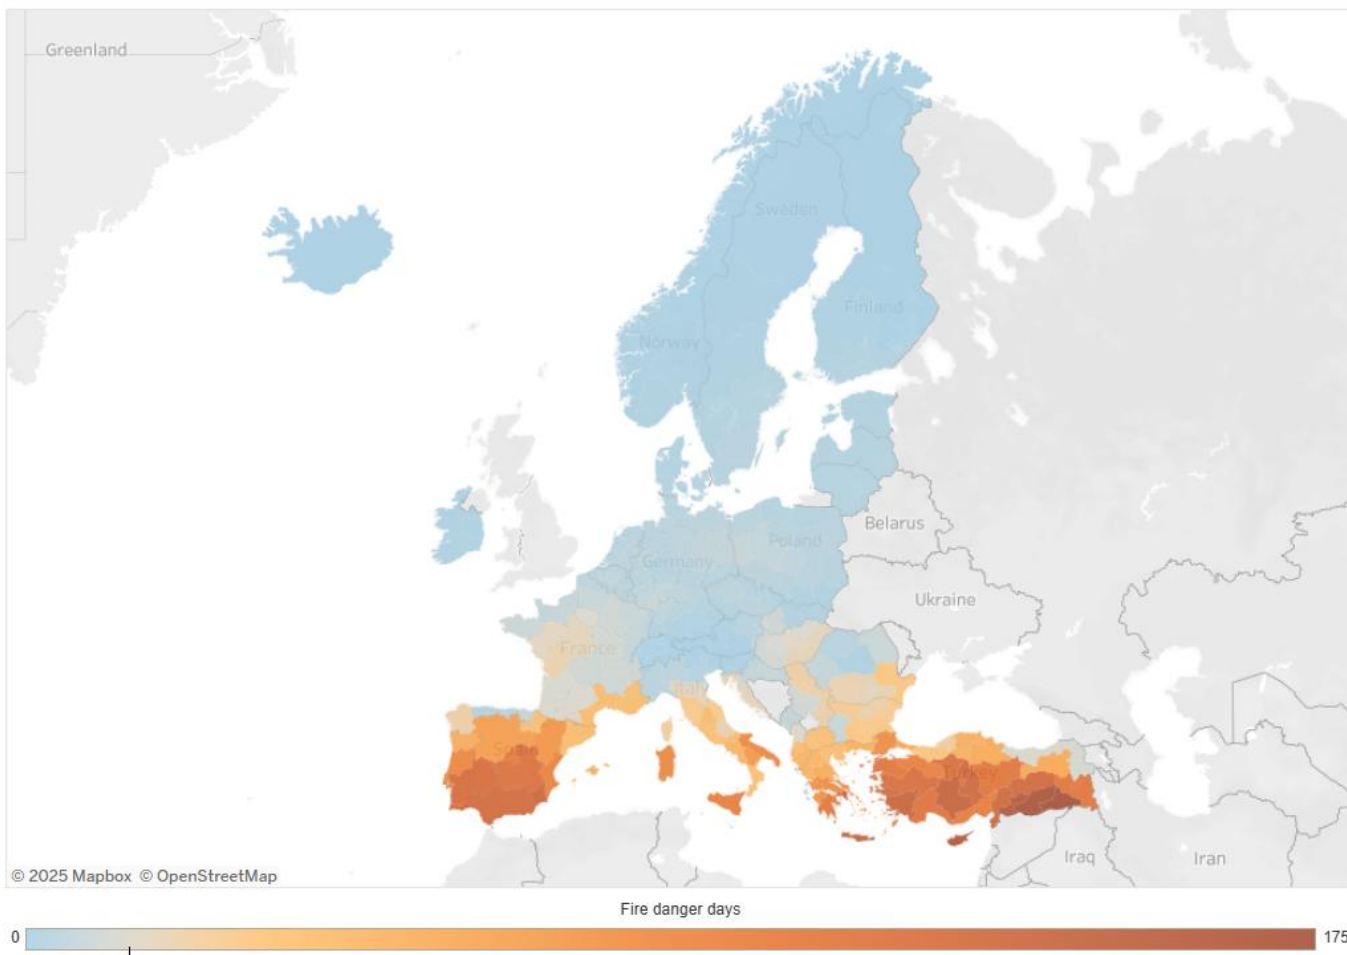 Greenland
Sweden
Finland
Norway
Belarus
Poland
Germany
Ukraine
France
Italy
Spain
Turkey
Iraq
Iran
© 2025 Mapbox © OpenStreetMap
Fire danger days
0
175